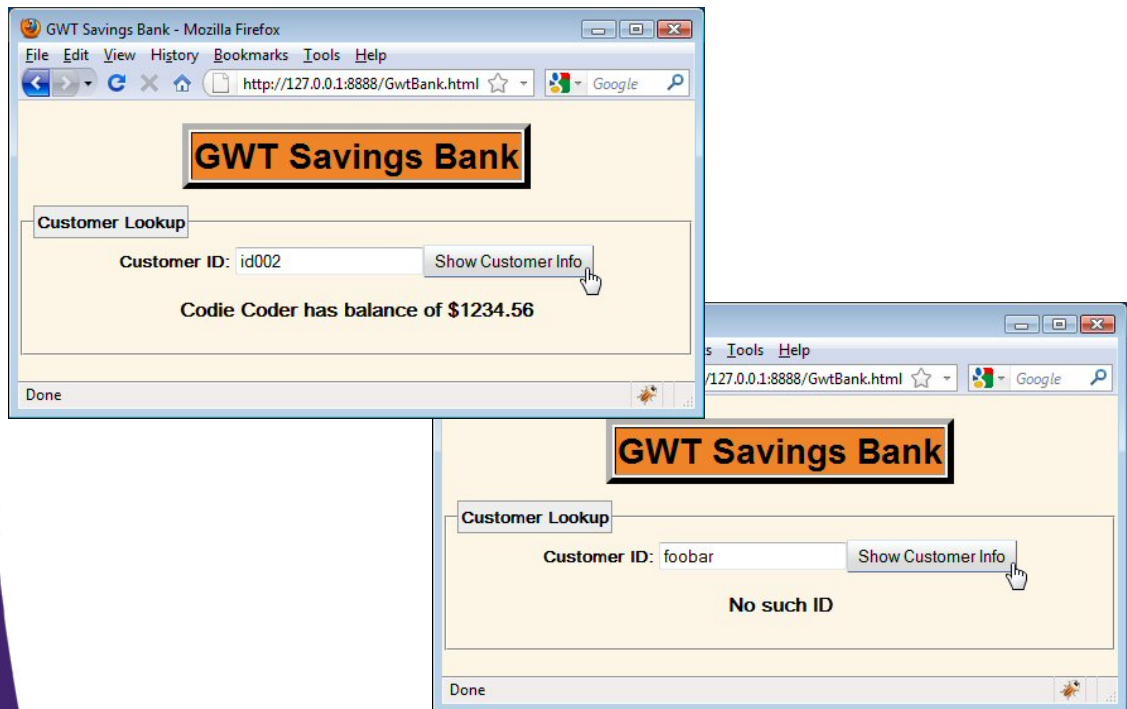 GWT Savings Bank - Mozilla Firefox
File Edit View History Bookmarks Tools Help
http://127.0.0.1:8888/GwtBank.html Google
GWT Savings Bank
Customer Lookup
Customer ID: id002 Show Customer Info
Codie Coder has balance of $1234.56
Done
s Tools Help
/127.0.0.1:8888/GwtBank.html Google
GWT Savings Bank
Customer Lookup
Customer ID: foobar Show Customer Info
No such ID
Done